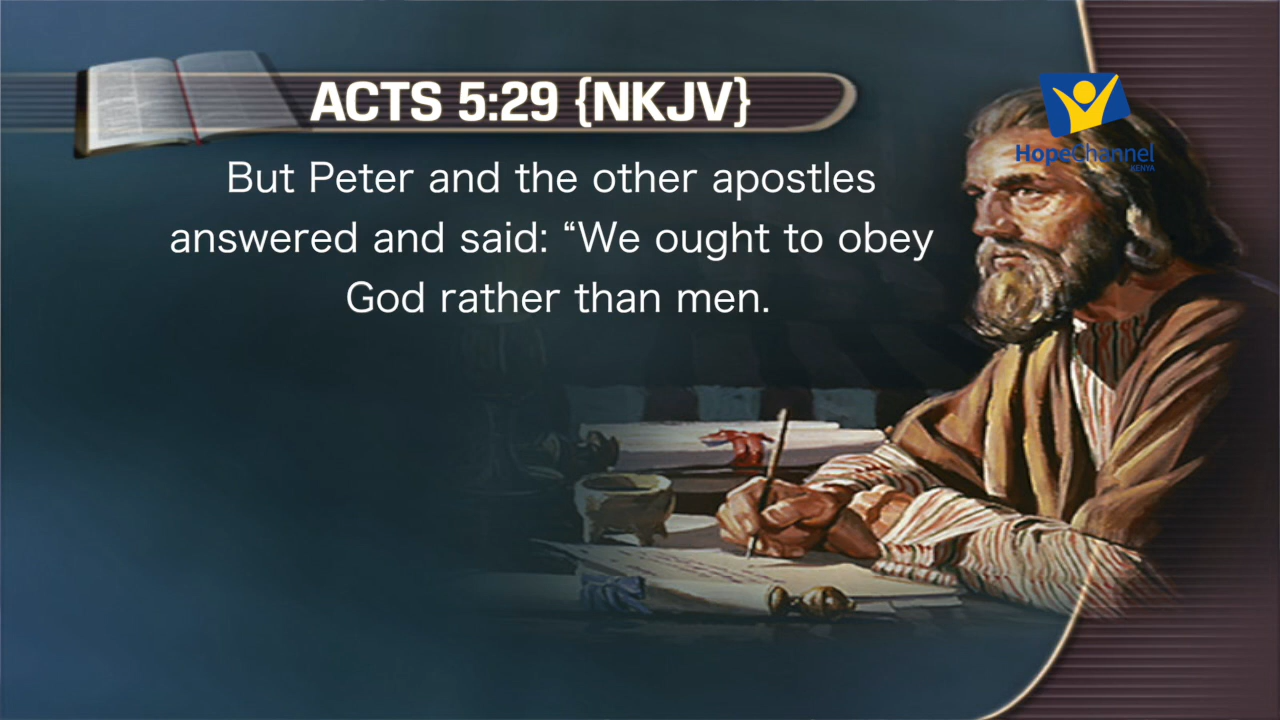 ACTS 5:29 {NKJV}
HopeChannel
KENYA
But Peter and the other apostles
answered and said: “We ought to obey
God rather than men.